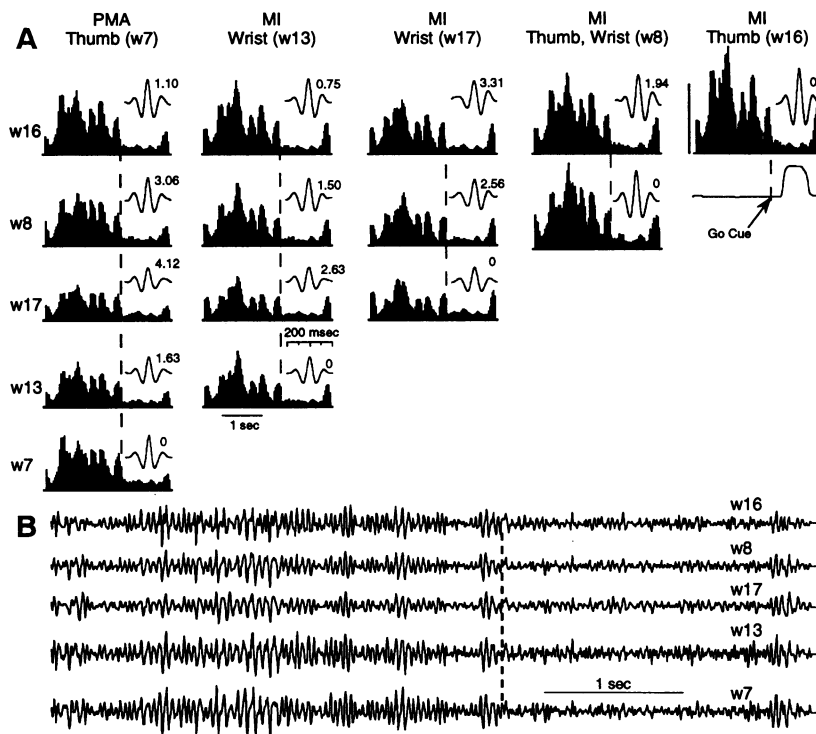 A
PMA MI MI MI MI
Thumb (w7) Wrist (w13) Wrist (w17) Thumb, Wrist (w8) Thumb (w16)
w16 1.10 0.75 3.31 1.94 0
w8 3.06 1.50 2.56 0
Go Cue
w17 4.12 2.63 0
200 msec
w13 1.63 0
1 sec
w7 0
B
w16
w8
w17
w13
1 sec
w7